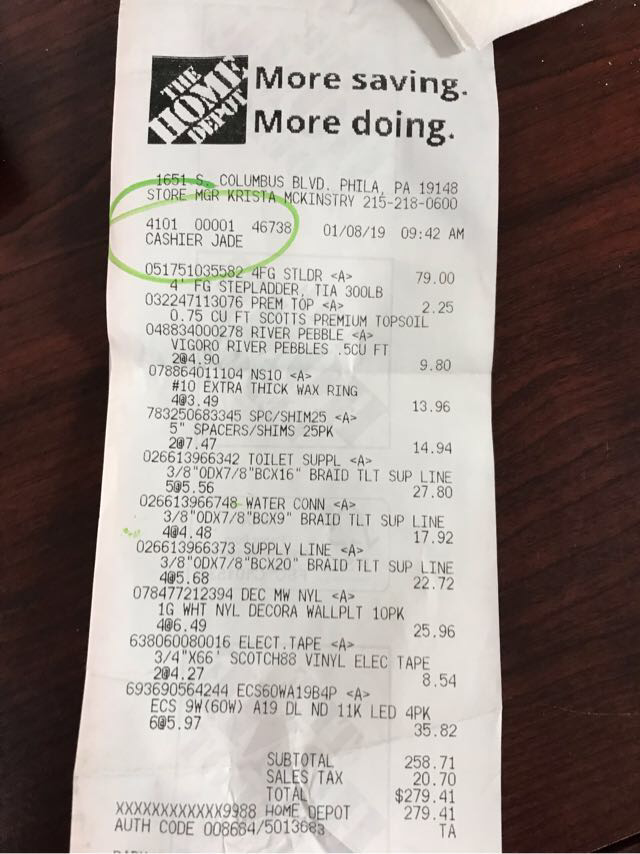 THE
HOME
DEPOT
More saving.
More doing.
1651 S. COLUMBUS BLVD. PHILA, PA 19148
STORE MGR KRISTA MCKINSTRY 215-218-0600
4101 00001 46738 01/08/19 09:42 AM
CASHIER JADE
051751035582 4FG STLDR <A> 79.00
4' FG STEPLADDER, TIA 300LB
032247113076 PREM TOP <A> 2.25
0.75 CU FT SCOTTS PREMIUM TOPSOIL
048834000278 RIVER PEBBLE <A>
VIGORO RIVER PEBBLES .5CU FT
2@4.90 9.80
078864011104 NS10 <A>
#10 EXTRA THICK WAX RING
4@3.49 13.96
783250683345 SPC/SHIM25 <A>
5" SPACERS/SHIMS 25PK
2@7.47 14.94
026613966342 TOILET SUPPL <A>
3/8"ODX7/8"BCX16" BRAID TLT SUP LINE
5@5.56 27.80
026613966748 WATER CONN <A>
3/8"ODX7/8"BCX9" BRAID TLT SUP LINE
4@4.48 17.92
026613966373 SUPPLY LINE <A>
3/8"ODX7/8"BCX20" BRAID TLT SUP LINE
4@5.68 22.72
078477212394 DEC MW NYL <A>
1G WHT NYL DECORA WALLPLT 10PK
4@6.49 25.96
638060080016 ELECT.TAPE <A>
3/4"X66' SCOTCH88 VINYL ELEC TAPE
2@4.27 8.54
693690564244 ECS60WA19B4P <A>
ECS 9W(60W) A19 DL ND 11K LED 4PK
6@5.97 35.82
SUBTOTAL 258.71
SALES TAX 20.70
TOTAL $279.41
XXXXXXXXXXXX9988 HOME DEPOT 279.41
AUTH CODE 008684/5013683 TA